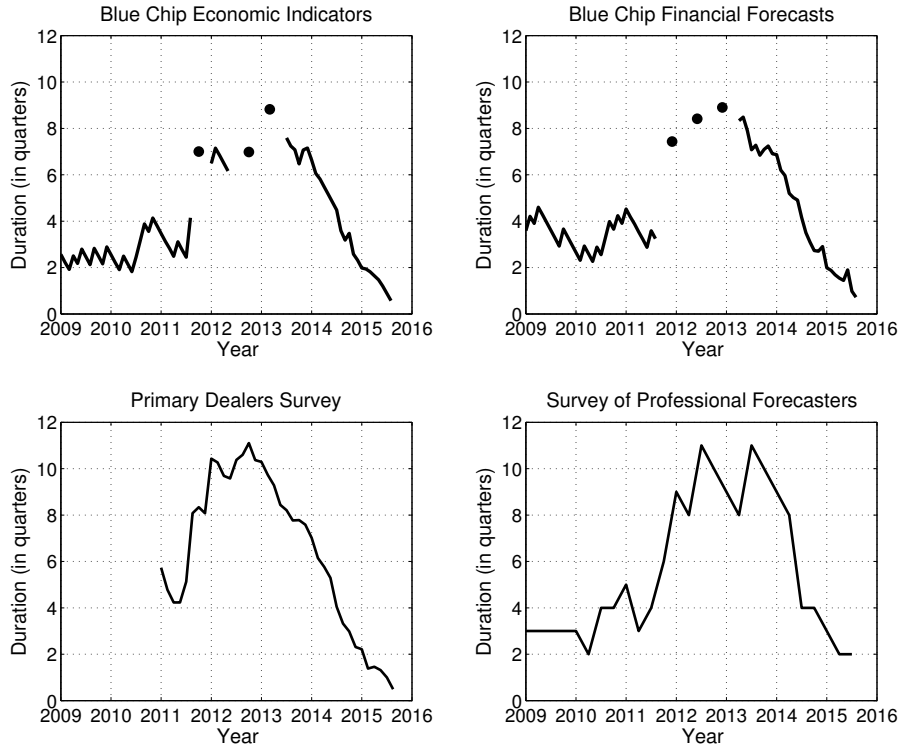 Blue Chip Economic Indicators
12
10
8
6
4
2
0
Duration (in quarters)
2009 2010 2011 2012 2013 2014 2015 2016
Year
Blue Chip Financial Forecasts
12
10
8
6
4
2
0
Duration (in quarters)
2009 2010 2011 2012 2013 2014 2015 2016
Year
Primary Dealers Survey
12
10
8
6
4
2
0
Duration (in quarters)
2009 2010 2011 2012 2013 2014 2015 2016
Year
Survey of Professional Forecasters
12
10
8
6
4
2
0
Duration (in quarters)
2009 2010 2011 2012 2013 2014 2015 2016
Year